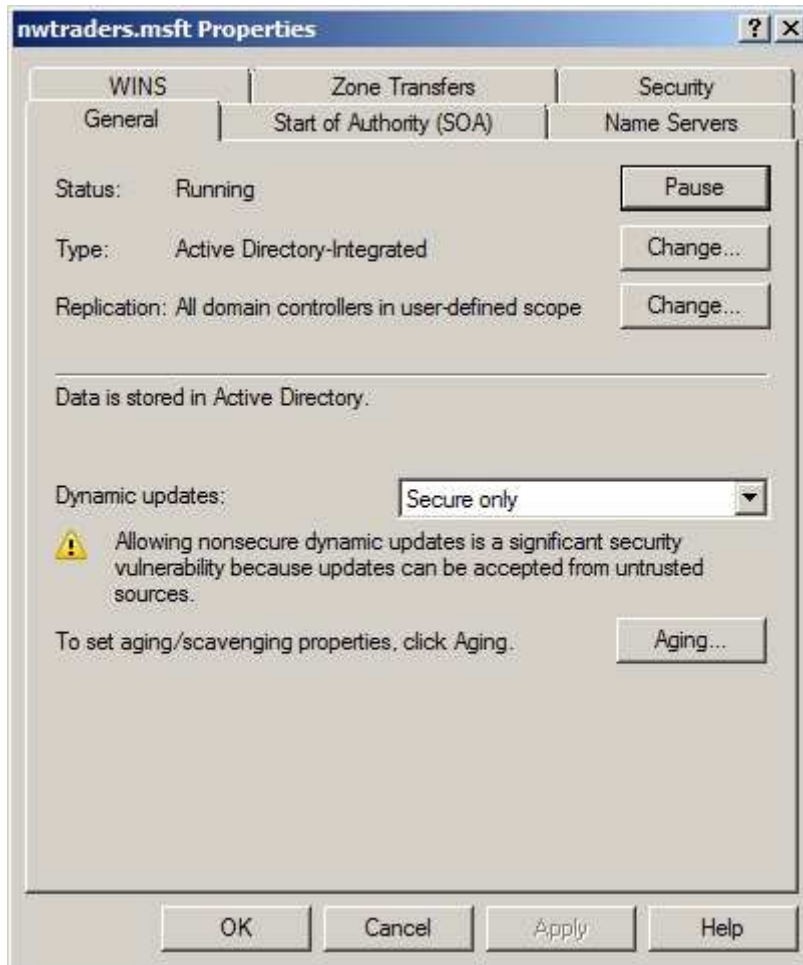 nwtraders.msft Properties
WINS Zone Transfers Security
General Start of Authority (SOA) Name Servers
Status: Running Pause
Type: Active Directory-Integrated Change...
Replication: All domain controllers in user-defined scope Change...
Data is stored in Active Directory.
Dynamic updates: Secure only
Allowing nonsecure dynamic updates is a significant security
vulnerability because updates can be accepted from untrusted
sources.
To set aging/scavenging properties, click Aging. Aging...
OK Cancel Apply Help